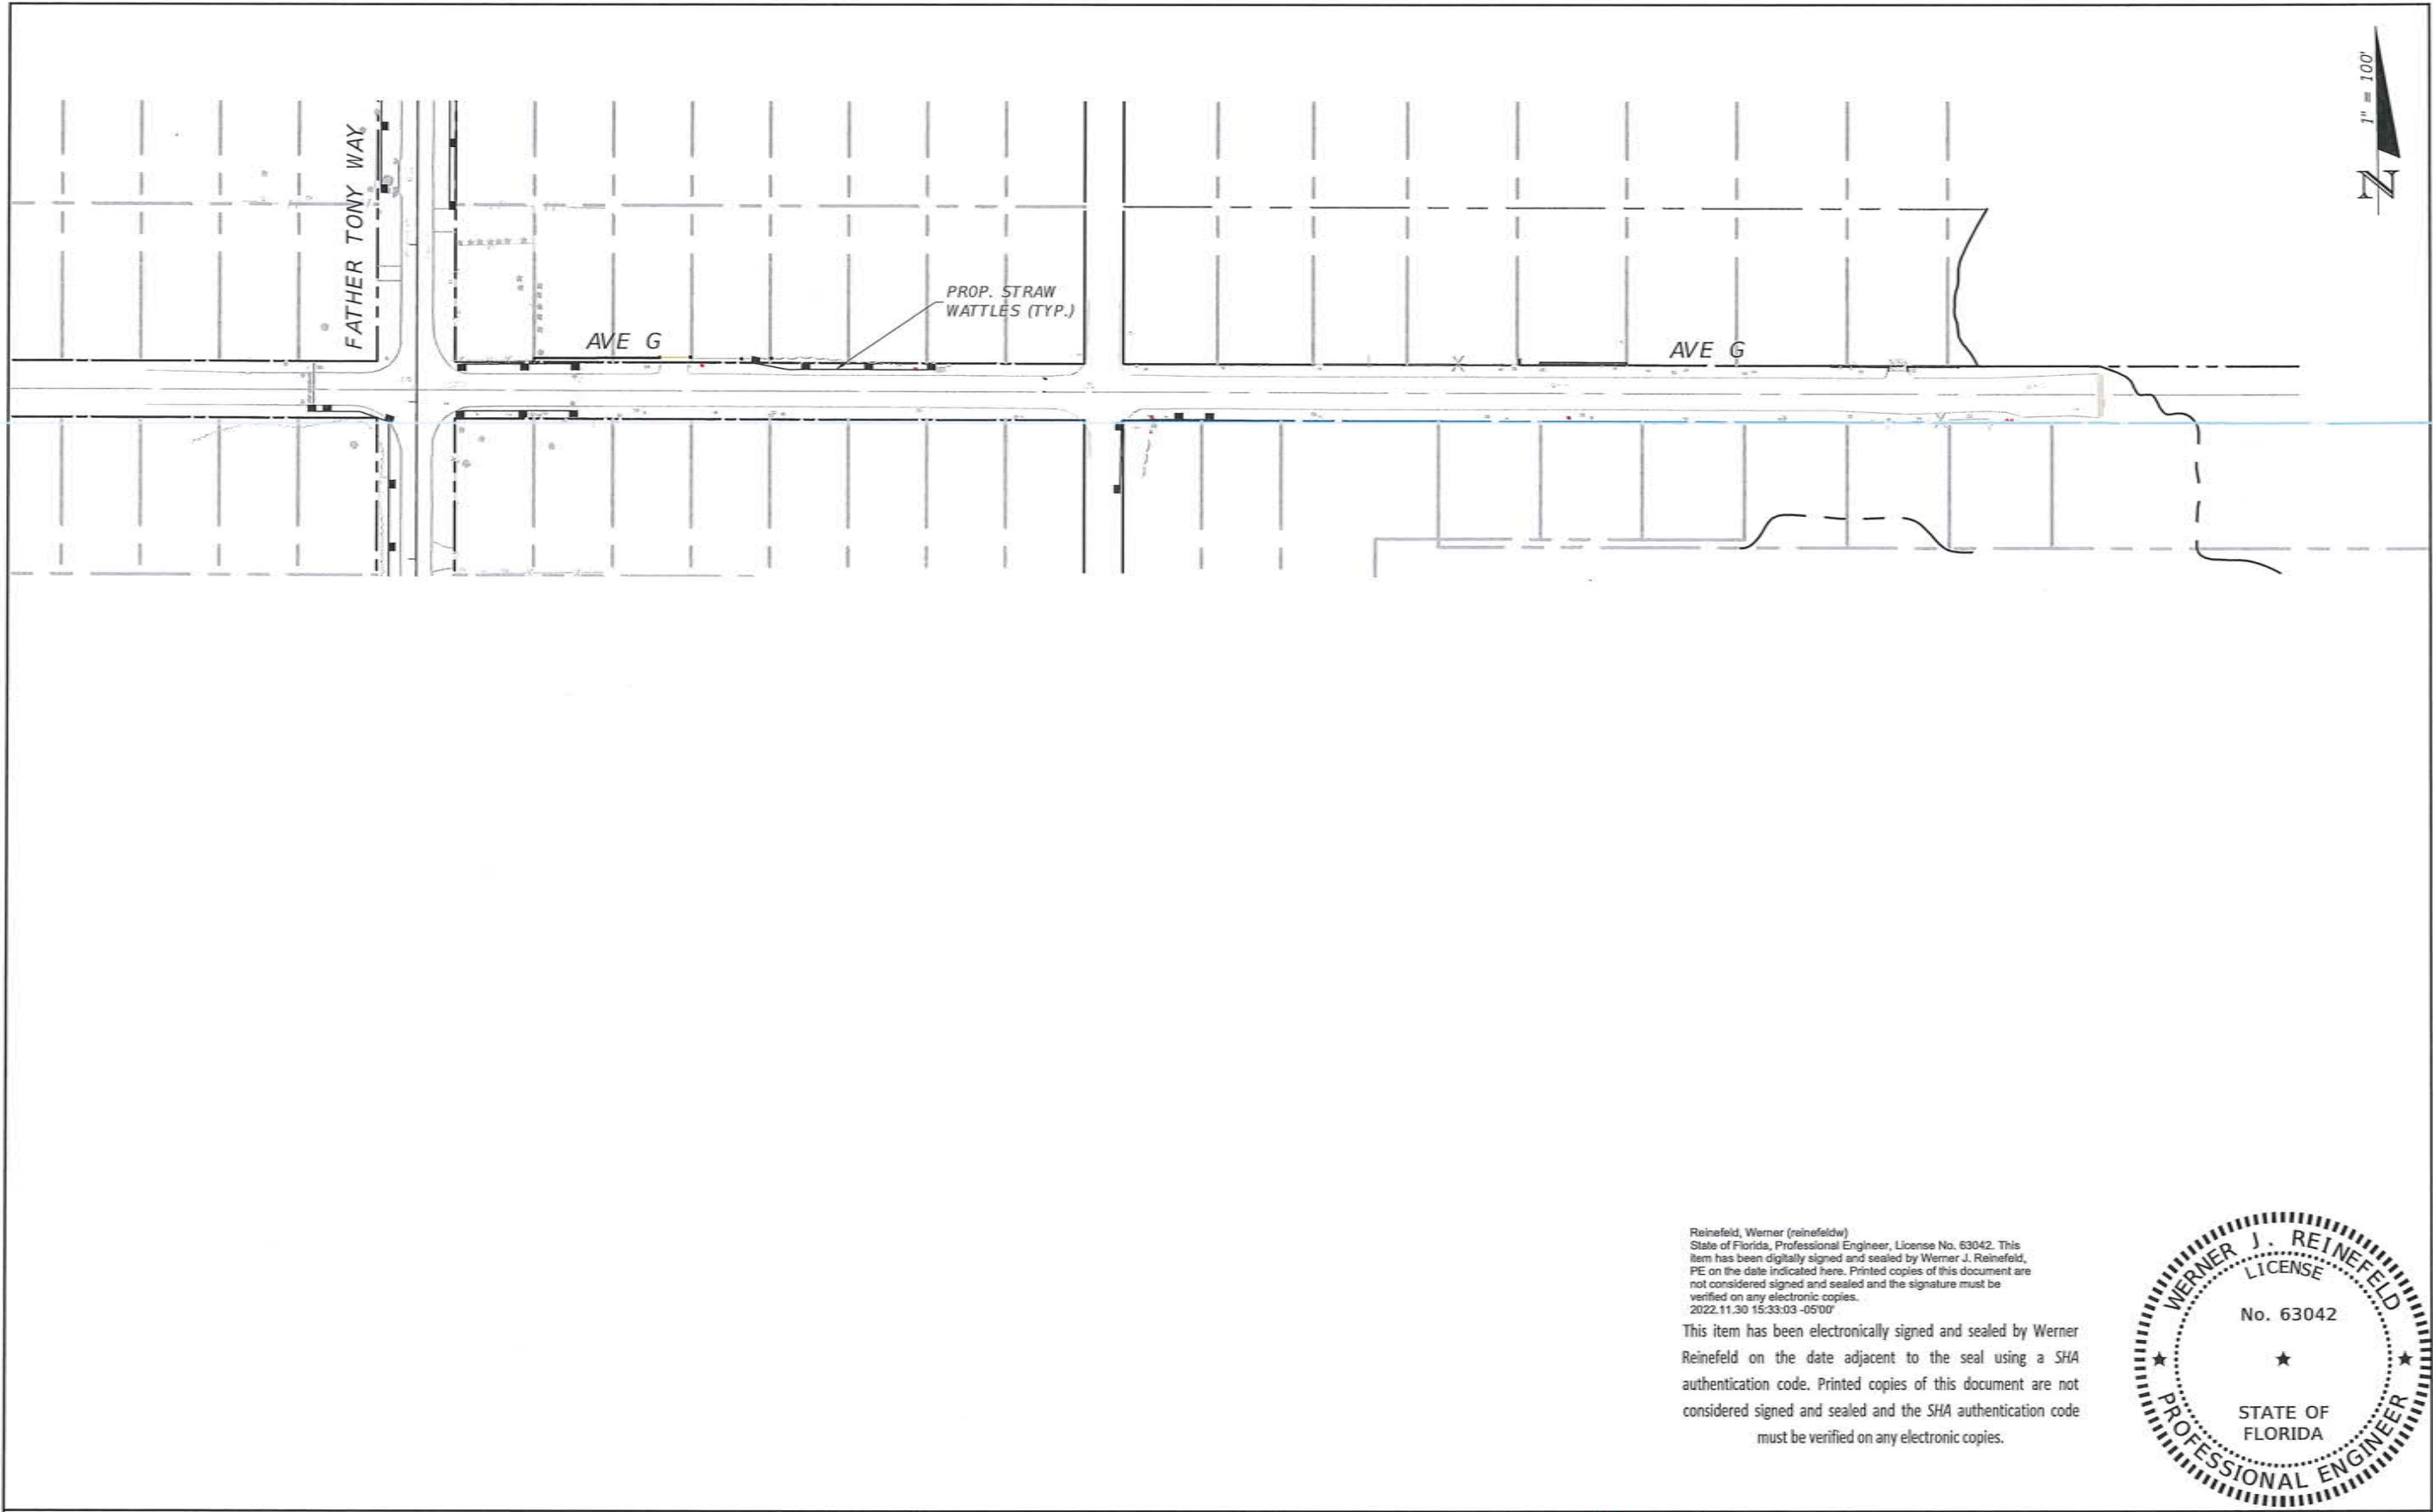 1" = 100'
N
FATHER TONY WAY
PROP. STRAW
WATTLES (TYP.)
AVE G
AVE G
Reinefeld, Werner (reinefeldw)
State of Florida, Professional Engineer, License No. 63042. This
item has been digitally signed and sealed by Werner J. Reinefeld,
PE on the date indicated here. Printed copies of this document are
not considered signed and sealed and the signature must be
verified on any electronic copies.
2022.11.30 15:33:03 -05'00'
This item has been electronically signed and sealed by Werner
Reinefeld on the date adjacent to the seal using a SHA
authentication code. Printed copies of this document are not
considered signed and sealed and the SHA authentication code
must be verified on any electronic copies.
WERNER J. REINEFELD
LICENSE
No. 63042
STATE OF
FLORIDA
PROFESSIONAL ENGINEER